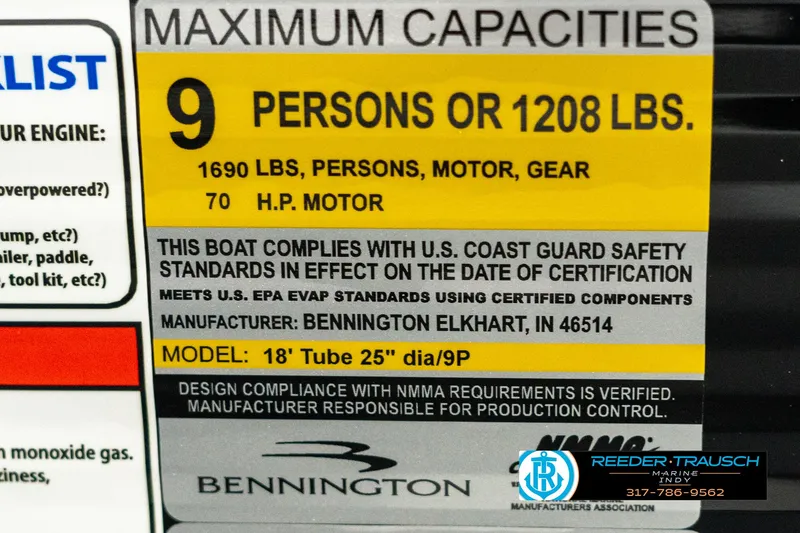 MAXIMUM CAPACITIES
9 PERSONS OR 1208 LBS.
1690 LBS, PERSONS, MOTOR, GEAR
70 H.P. MOTOR
THIS BOAT COMPLIES WITH U.S. COAST GUARD SAFETY
STANDARDS IN EFFECT ON THE DATE OF CERTIFICATION
MEETS U.S. EPA EVAP STANDARDS USING CERTIFIED COMPONENTS
MANUFACTURER: BENNINGTON ELKHART, IN 46514
MODEL: 18' Tube 25" dia/9P
DESIGN COMPLIANCE WITH NMMA REQUIREMENTS IS VERIFIED.
MANUFACTURER RESPONSIBLE FOR PRODUCTION CONTROL.
BENNINGTON
NMMA
MANUFACTURERS ASSOCIATION
KLIST
UR ENGINE:
overpowered?)
ump, etc?)
ailer, paddle,
, tool kit, etc?)
n monoxide gas.
ziness,
REEDER-TRAUSCH
MARINE
INDY
317-786-9562